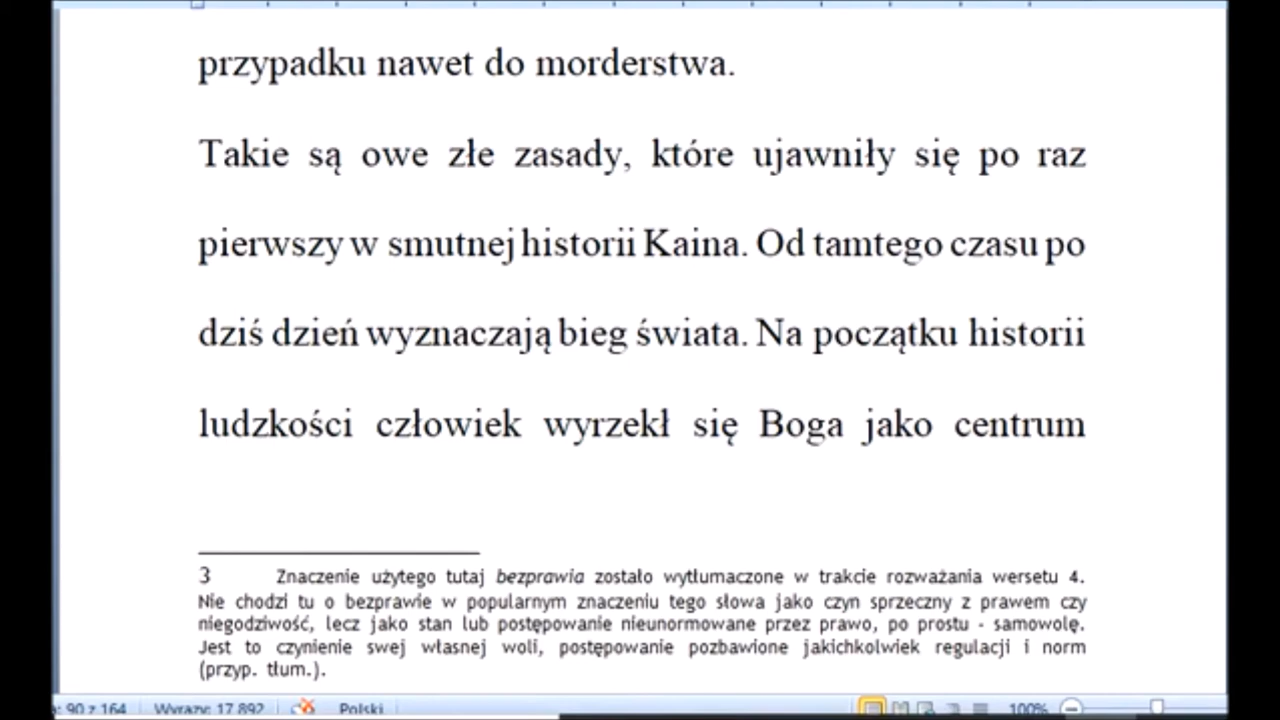 przypadku nawet do morderstwa.
Takie są owe złe zasady, które ujawniły się po raz
pierwszy w smutnej historii Kaina. Od tamtego czasu po
dziś dzień wyznaczają bieg świata. Na początku historii
ludzkości człowiek wyrzekł się Boga jako centrum
3 Znaczenie użytego tutaj bezprawia zostało wytłumaczone w trakcie rozważania wersetu 4.
Nie chodzi tu o bezprawie w popularnym znaczeniu tego słowa jako czyn sprzeczny z prawem czy
niegodziwość, lecz jako stan lub postępowanie nieunormowane przez prawo, po prostu - samowolę.
Jest to czynienie swej własnej woli, postępowanie pozbawione jakichkolwiek regulacji i norm
(przyp. tłum.).
: 90 z 164 Wyrazy: 17 892 Polski 100%